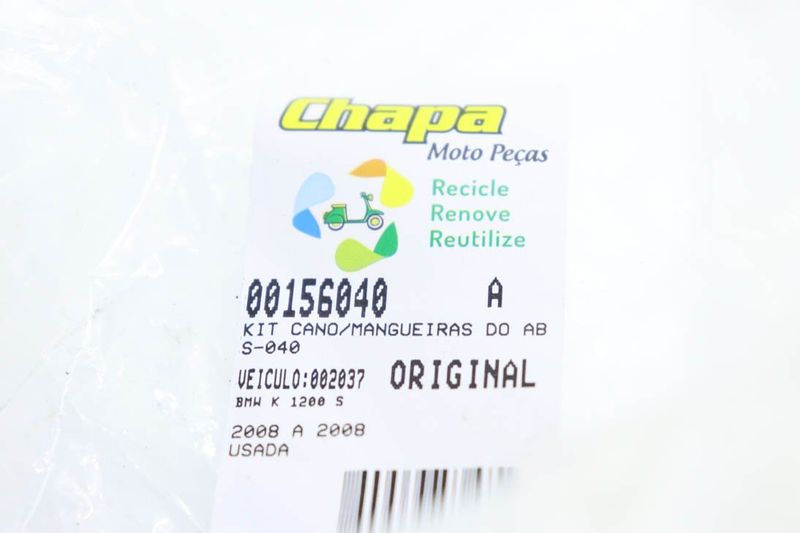 Chapa
Moto Peças
Recicle
Renove
Reutilize
00156040 A
KIT CANO/MANGUEIRAS DO AB
S-040
VEICULO:002037 ORIGINAL
BMW K 1200 S
2008 A 2008
USADA